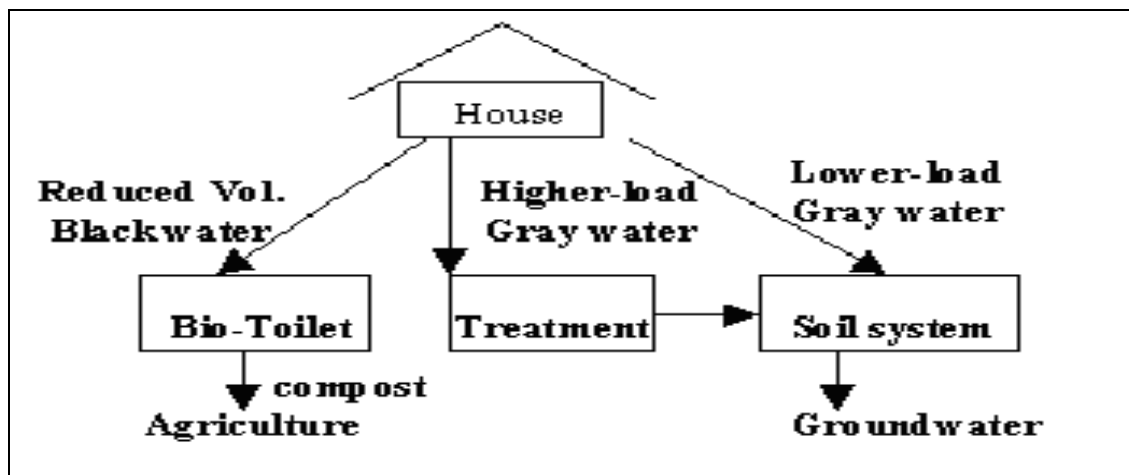 House
Reduced Vol.
Blackwater
Higher-load
Gray water
Lower-load
Gray water
Bio-Toilet
Treatment
Soil system
compost
Agriculture
Groundwater